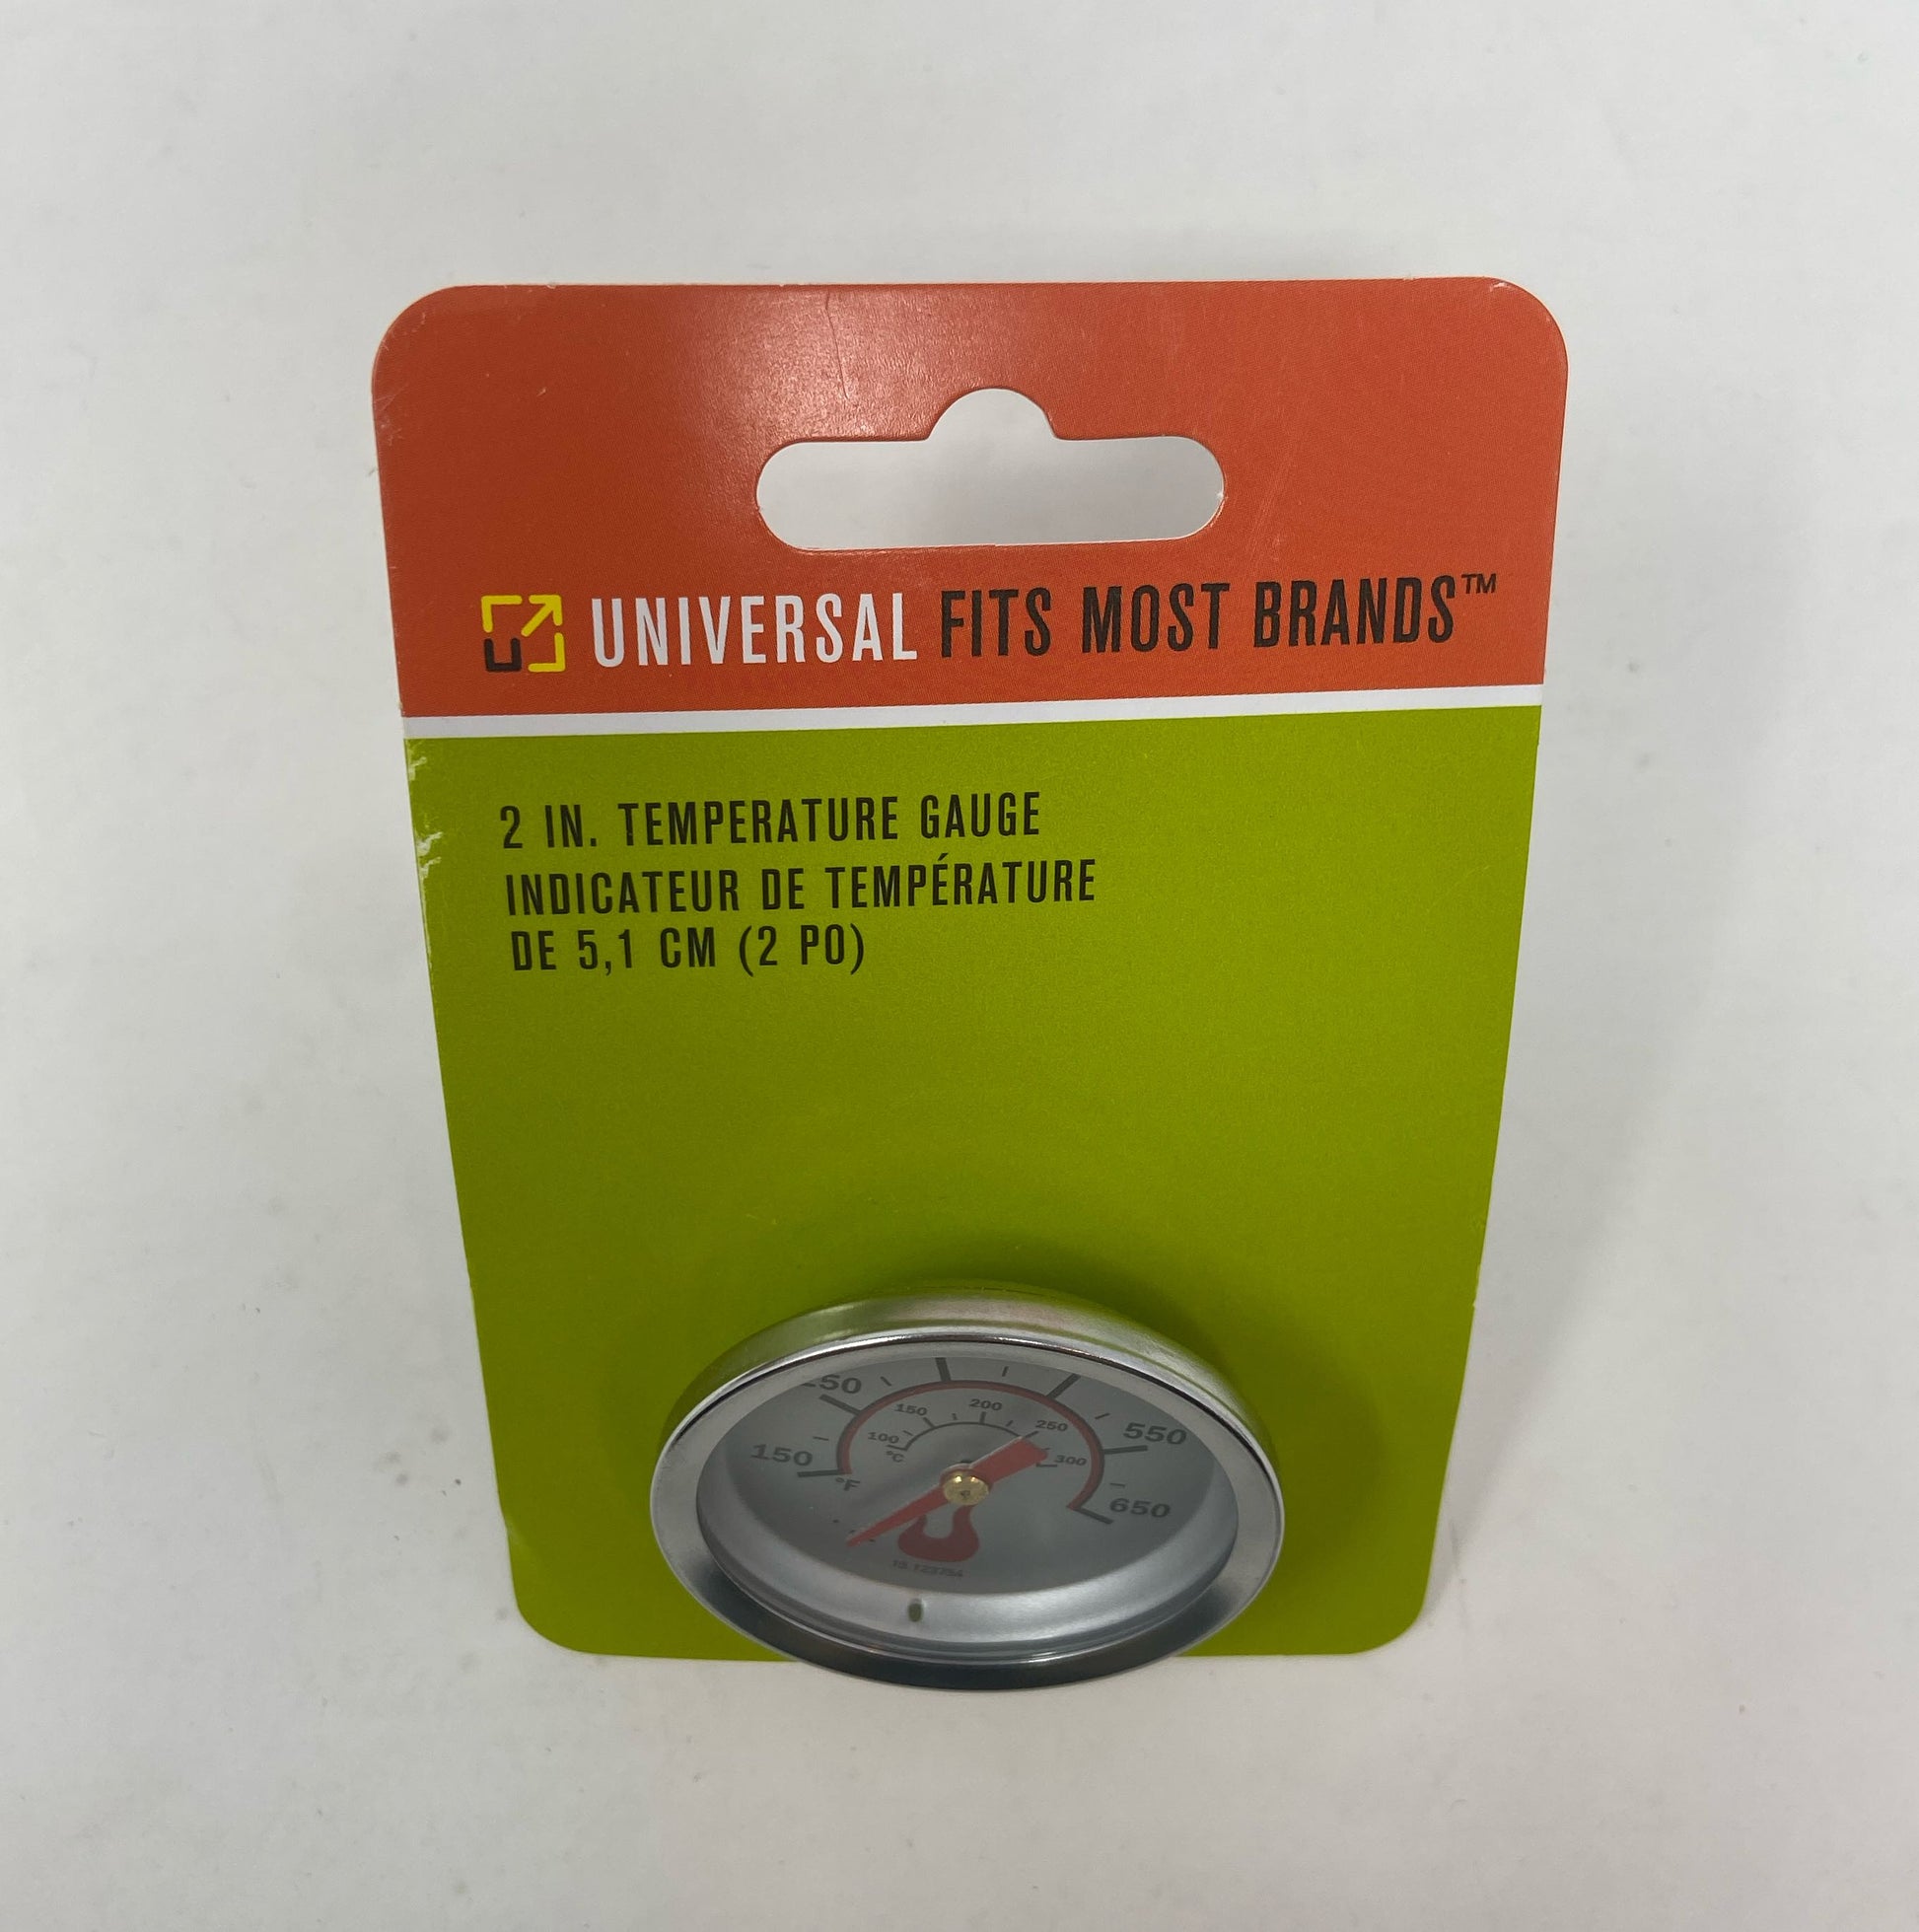 UNIVERSAL FITS MOST BRANDS™
2 IN. TEMPERATURE GAUGE
INDICATEUR DE TEMPÉRATURE
DE 5,1 CM (2 PO)
150
550
650
°F
100
150
200
250
300
°C